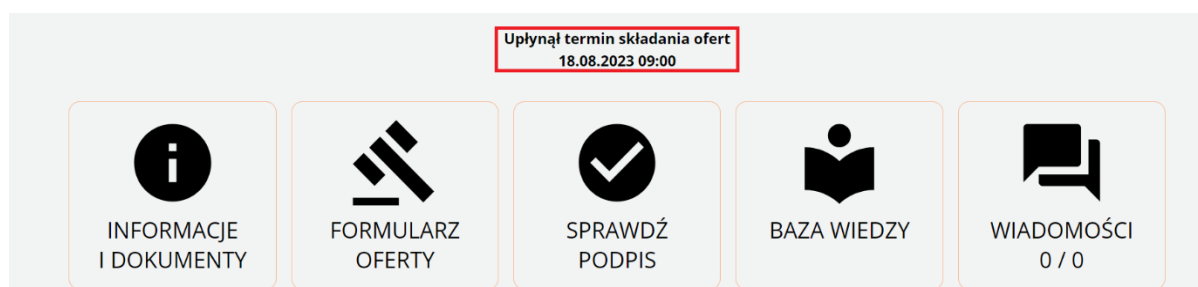 Upłynął termin składania ofert
18.08.2023 09:00
INFORMACJE
I DOKUMENTY
FORMULARZ
OFERTY
SPRAWDŹ
PODPIS
BAZA WIEDZY
WIADOMOŚCI
0 / 0